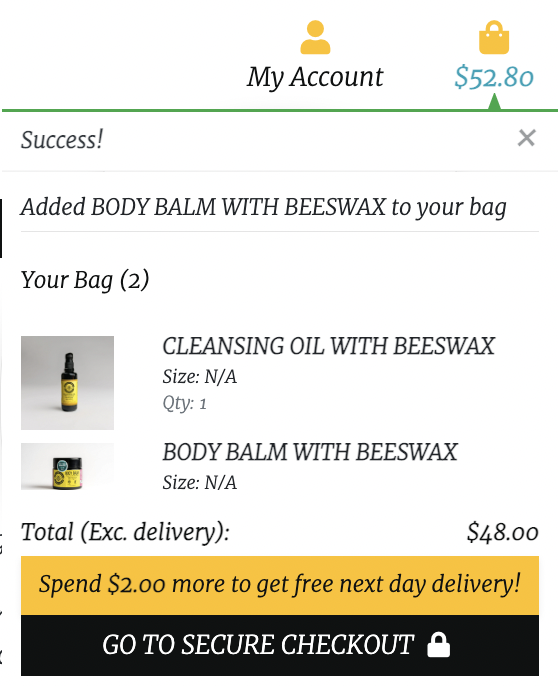 My Account
$52.80
Success!
Added BODY BALM WITH BEESWAX to your bag
Your Bag (2)
CLEANSING OIL WITH BEESWAX
Size: N/A
Qty: 1
BODY BALM WITH BEESWAX
Size: N/A
Total (Exc. delivery):
$48.00
Spend $2.00 more to get free next day delivery!
GO TO SECURE CHECKOUT